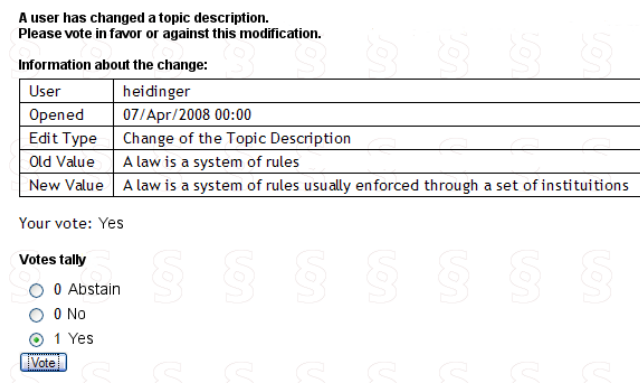 A user has changed a topic description.
Please vote in favor or against this modification.
Information about the change:
User heidinger
Opened 07/Apr/2008 00:00
Edit Type Change of the Topic Description
Old Value A law is a system of rules
New Value A law is a system of rules usually enforced through a set of instituitions
Your vote: Yes
Votes tally
0 Abstain
0 No
1 Yes
Vote